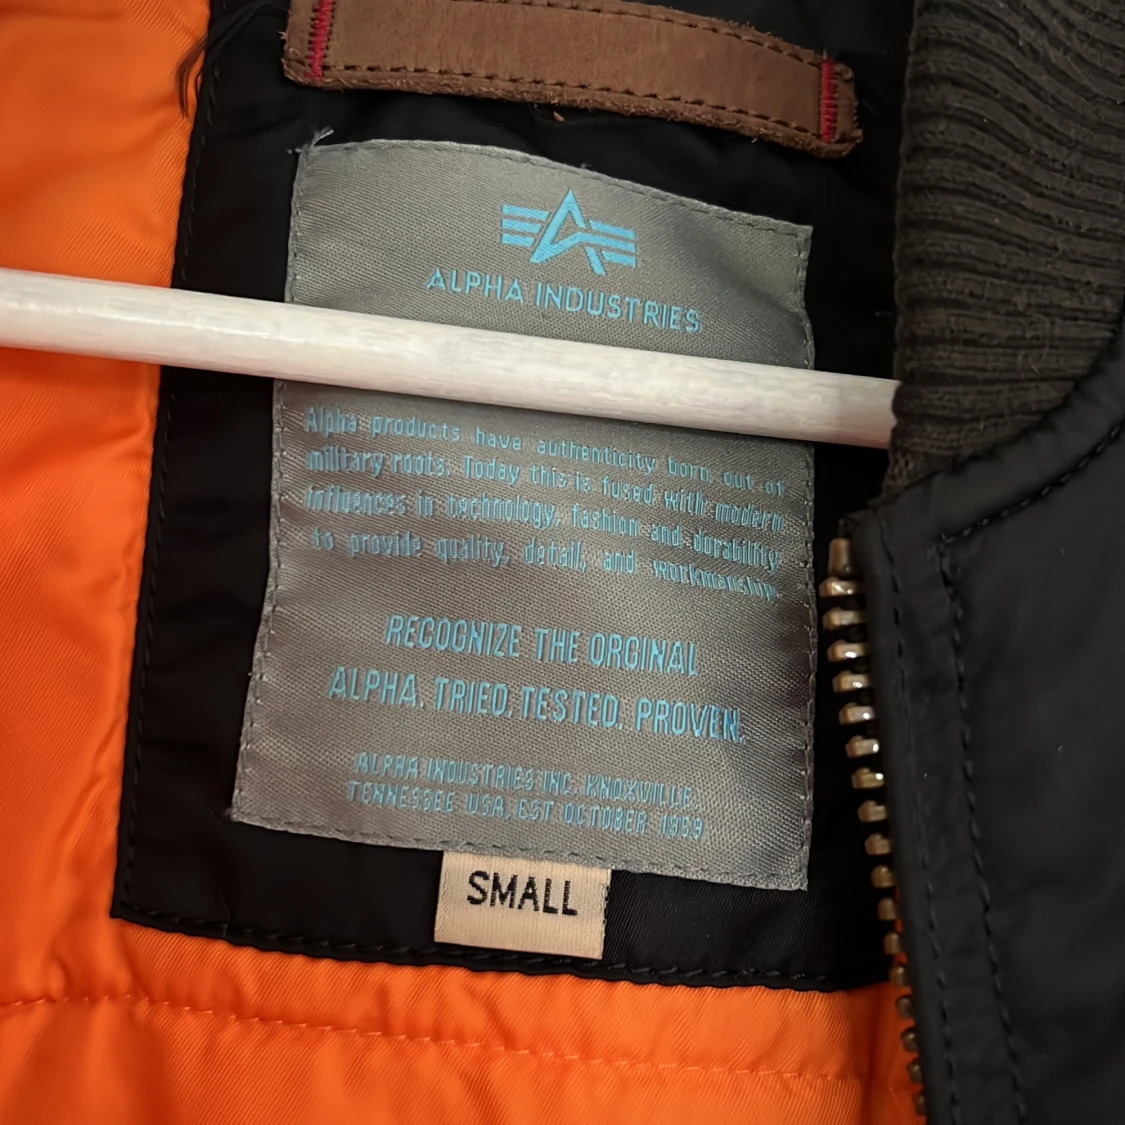 ALPHA INDUSTRIES
Alpha products have authenticity born out of
military roots. Today this is fused with modern
influences in technology, fashion and durability
to provide quality, detail, and workmanship.
RECOGNIZE THE ORGINAL
ALPHA. TRIED. TESTED. PROVEN.
ALPHA INDUSTRIES INC. KNOXVILLE,
TENNESSEE USA, EST OCTOBER 1959
SMALL